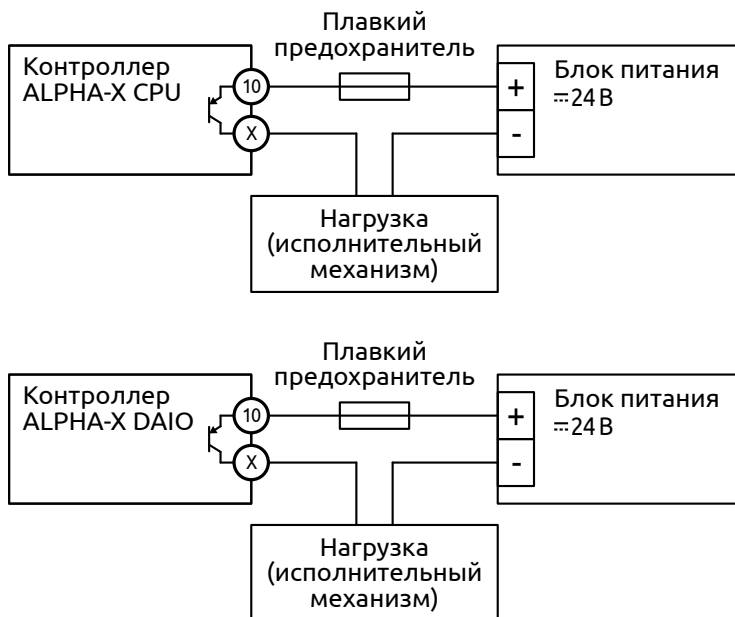 Плавкий
предохранитель
Контроллер
ALPHA-X CPU
10
X
+
-
Блок питания
⎓24 В
Нагрузка
(исполнительный
механизм)
Плавкий
предохранитель
Контроллер
ALPHA-X DAIO
10
X
+
-
Блок питания
⎓24 В
Нагрузка
(исполнительный
механизм)